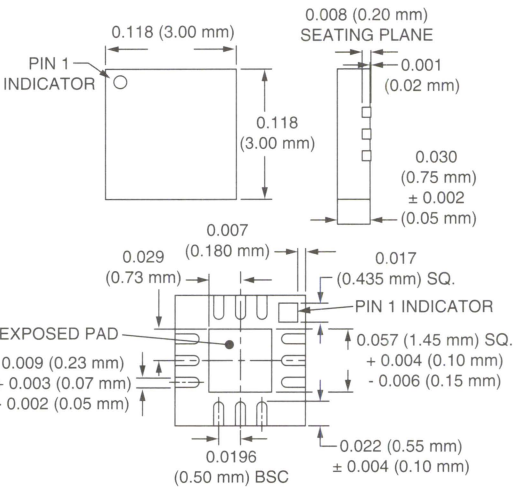 0.118 (3.00 mm)
PIN 1
INDICATOR
0.118
(3.00 mm)
0.008 (0.20 mm)
SEATING PLANE
0.001
(0.02 mm)
0.030
(0.75 mm)
± 0.002
(0.05 mm)
0.007
(0.180 mm)
0.029
(0.73 mm)
0.017
(0.435 mm) SQ.
PIN 1 INDICATOR
EXPOSED PAD
0.057 (1.45 mm) SQ.
+ 0.004 (0.10 mm)
- 0.006 (0.15 mm)
0.009 (0.23 mm)
0.003 (0.07 mm)
- 0.002 (0.05 mm)
0.0196
(0.50 mm) BSC
0.022 (0.55 mm)
± 0.004 (0.10 mm)